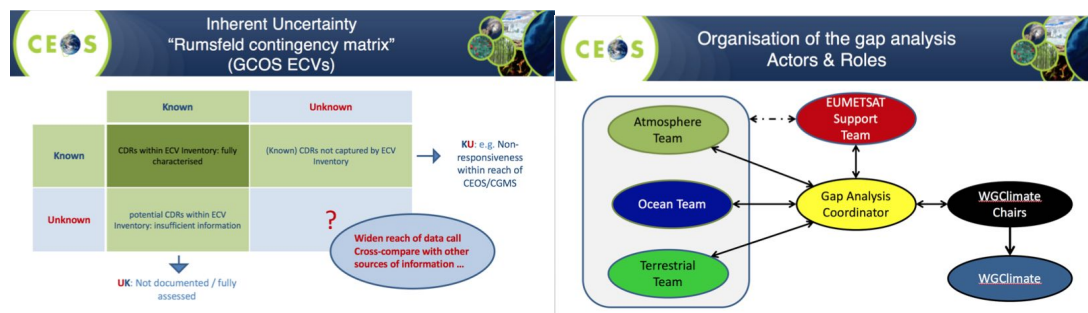 CEOS
Inherent Uncertainty
“Rumsfeld contingency matrix”
(GCOS ECVs)
Known
Unknown
Known
CDRs within ECV Inventory: fully
characterised
(Known) CDRs not captured by ECV
Inventory
KU: e.g. Non-
responsiveness
within reach of
CEOS/CGMS
Unknown
potential CDRs within ECV
Inventory: insufficient information
?
Widen reach of data call
Cross-compare with other
sources of information ...
UK: Not documented / fully
assessed
CEOS
Organisation of the gap analysis
Actors & Roles
Atmosphere
Team
EUMETSAT
Support
Team
Ocean Team
Gap Analysis
Coordinator
WGClimate
Chairs
Terrestrial
Team
WGClimate